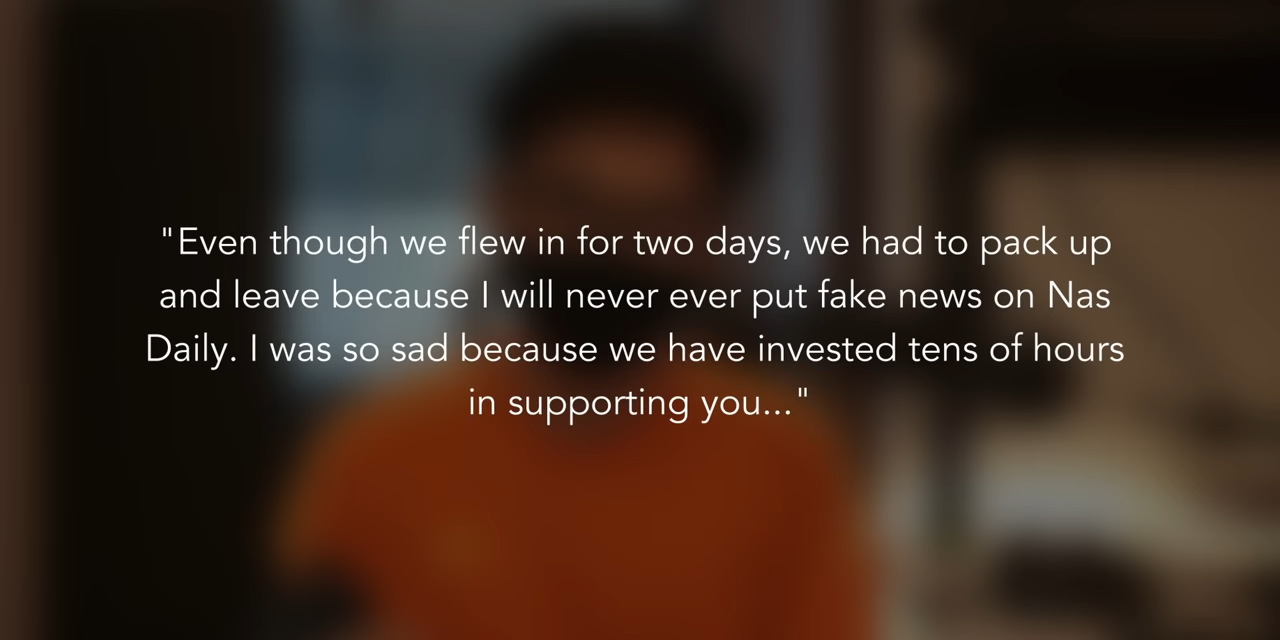 "Even though we flew in for two days, we had to pack up
and leave because I will never ever put fake news on Nas
Daily. I was so sad because we have invested tens of hours
in supporting you..."